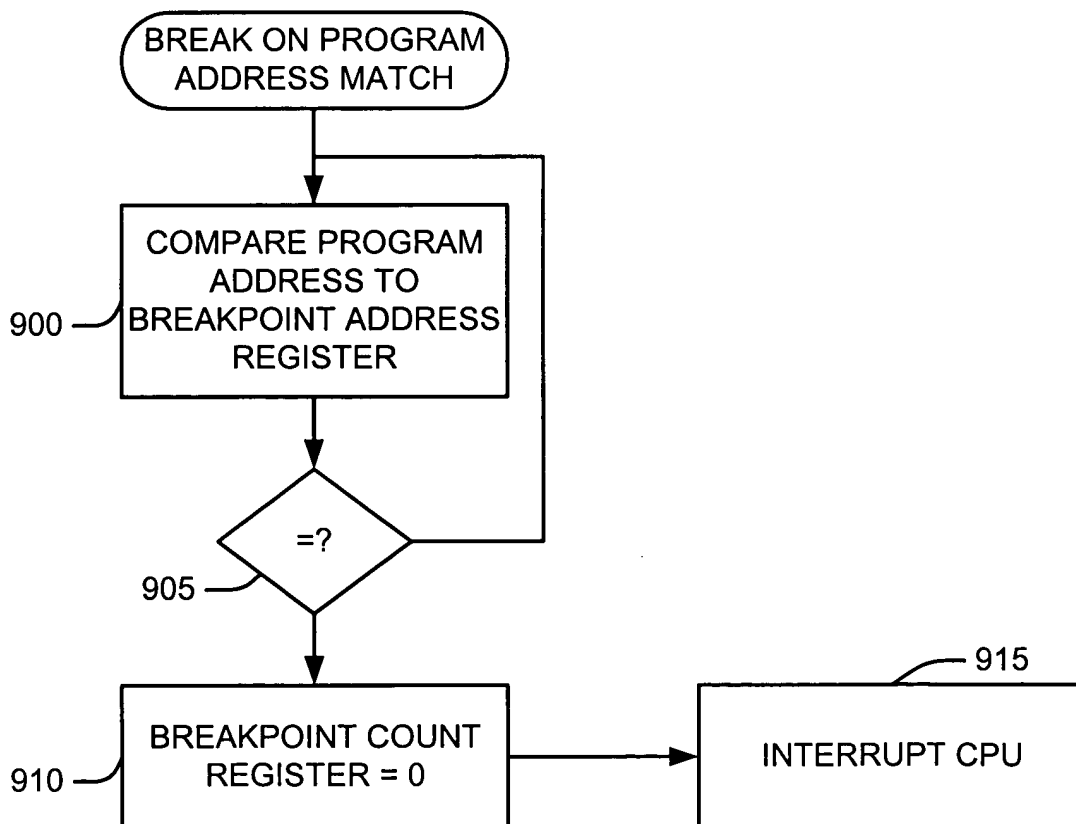 BREAK ON PROGRAM
ADDRESS MATCH
COMPARE PROGRAM
ADDRESS TO
BREAKPOINT ADDRESS
REGISTER
900
=?
905
915
BREAKPOINT COUNT
REGISTER = 0
910
INTERRUPT CPU